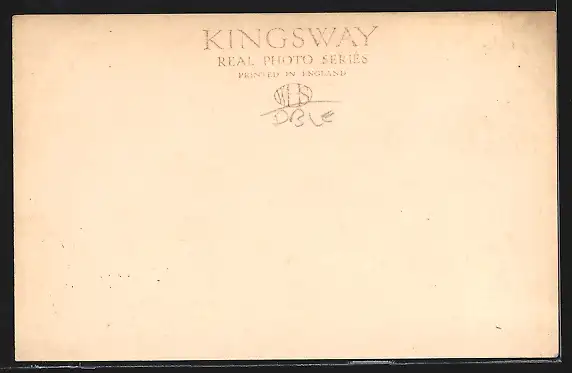 KINGSWAY
REAL PHOTO SERIES
PRINTED IN ENGLAND